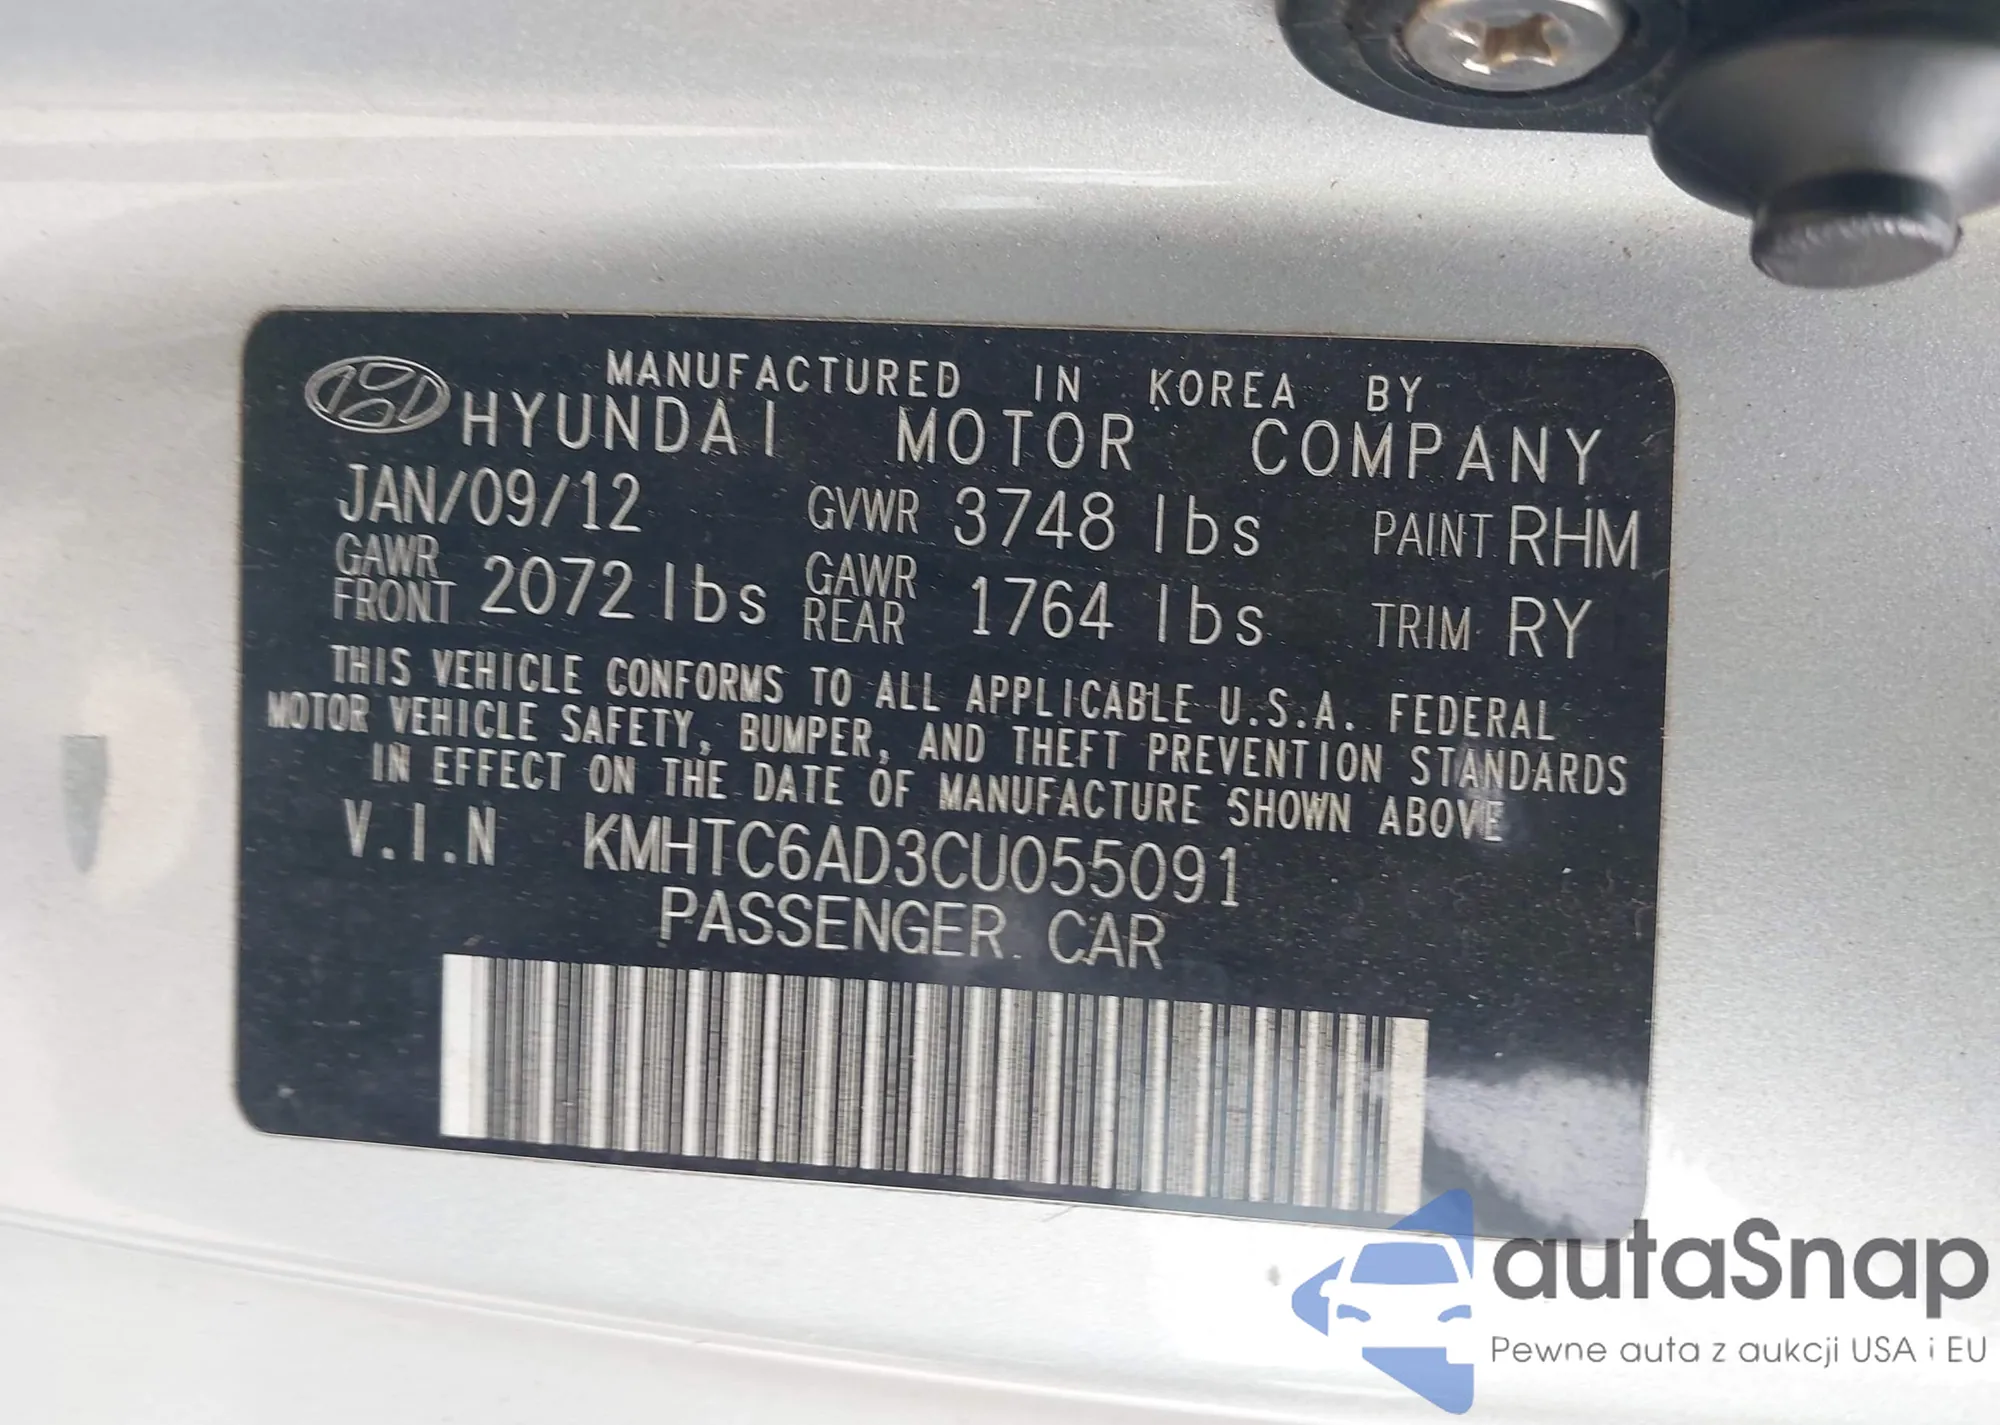 MANUFACTURED IN KOREA BY
HYUNDAI MOTOR COMPANY
JAN/09/12 GVWR 3748 lbs PAINT RHM
GAWR FRONT 2072 lbs GAWR REAR 1764 lbs TRIM RY
THIS VEHICLE CONFORMS TO ALL APPLICABLE U.S.A. FEDERAL
MOTOR VEHICLE SAFETY, BUMPER, AND THEFT PREVENTION STANDARDS
IN EFFECT ON THE DATE OF MANUFACTURE SHOWN ABOVE
V.I.N KMHTC6AD3CU055091
PASSENGER CAR
autaSnap
Pewne auta z aukcji USA i EU